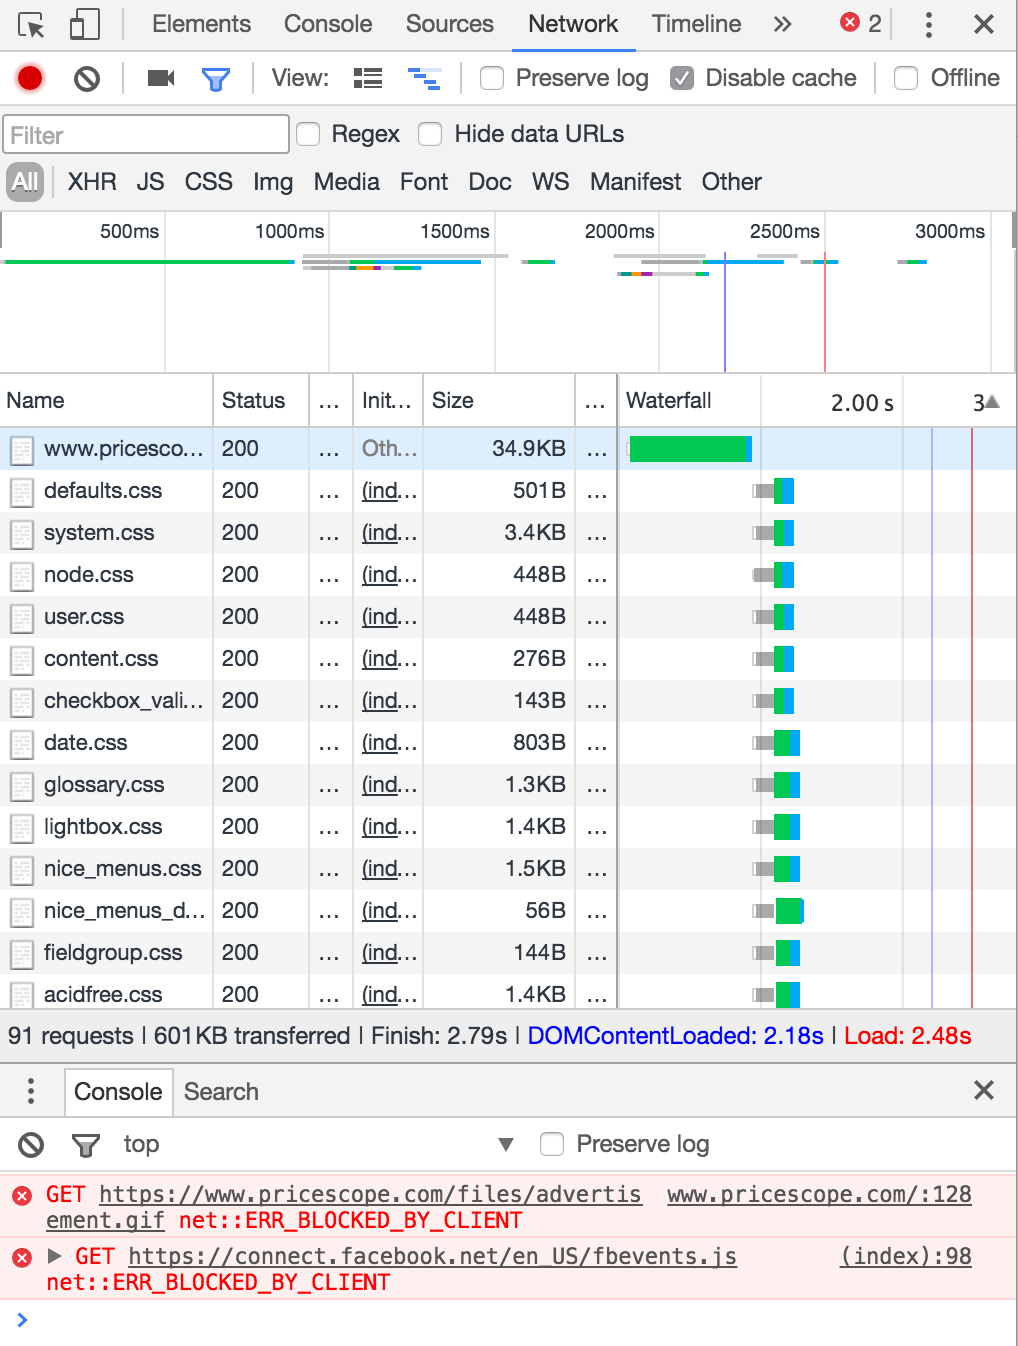 Elements Console Sources Network Timeline 2
View: Preserve log Disable cache Offline
Filter Regex Hide data URLs
All XHR JS CSS Img Media Font Doc WS Manifest Other
500ms 1000ms 1500ms 2000ms 2500ms 3000ms
Name Status ... Init... Size ... Waterfall 2.00 s 3
www.pricesco... 200 ... Oth... 34.9KB ...
defaults.css 200 ... (ind... 501B ...
system.css 200 ... (ind... 3.4KB ...
node.css 200 ... (ind... 448B ...
user.css 200 ... (ind... 448B ...
content.css 200 ... (ind... 276B ...
checkbox_vali... 200 ... (ind... 143B ...
date.css 200 ... (ind... 803B ...
glossary.css 200 ... (ind... 1.3KB ...
lightbox.css 200 ... (ind... 1.4KB ...
nice_menus.css 200 ... (ind... 1.5KB ...
nice_menus_d... 200 ... (ind... 56B ...
fieldgroup.css 200 ... (ind... 144B ...
acidfree.css 200 ... (ind... 1.4KB ...
91 requests | 601KB transferred | Finish: 2.79s | DOMContentLoaded: 2.18s | Load: 2.48s
Console Search
top Preserve log
GET https://www.pricescope.com/files/advertis www.pricescope.com/:128
ement.gif net::ERR_BLOCKED_BY_CLIENT
GET https://connect.facebook.net/en_US/fbevents.js (index):98
net::ERR_BLOCKED_BY_CLIENT